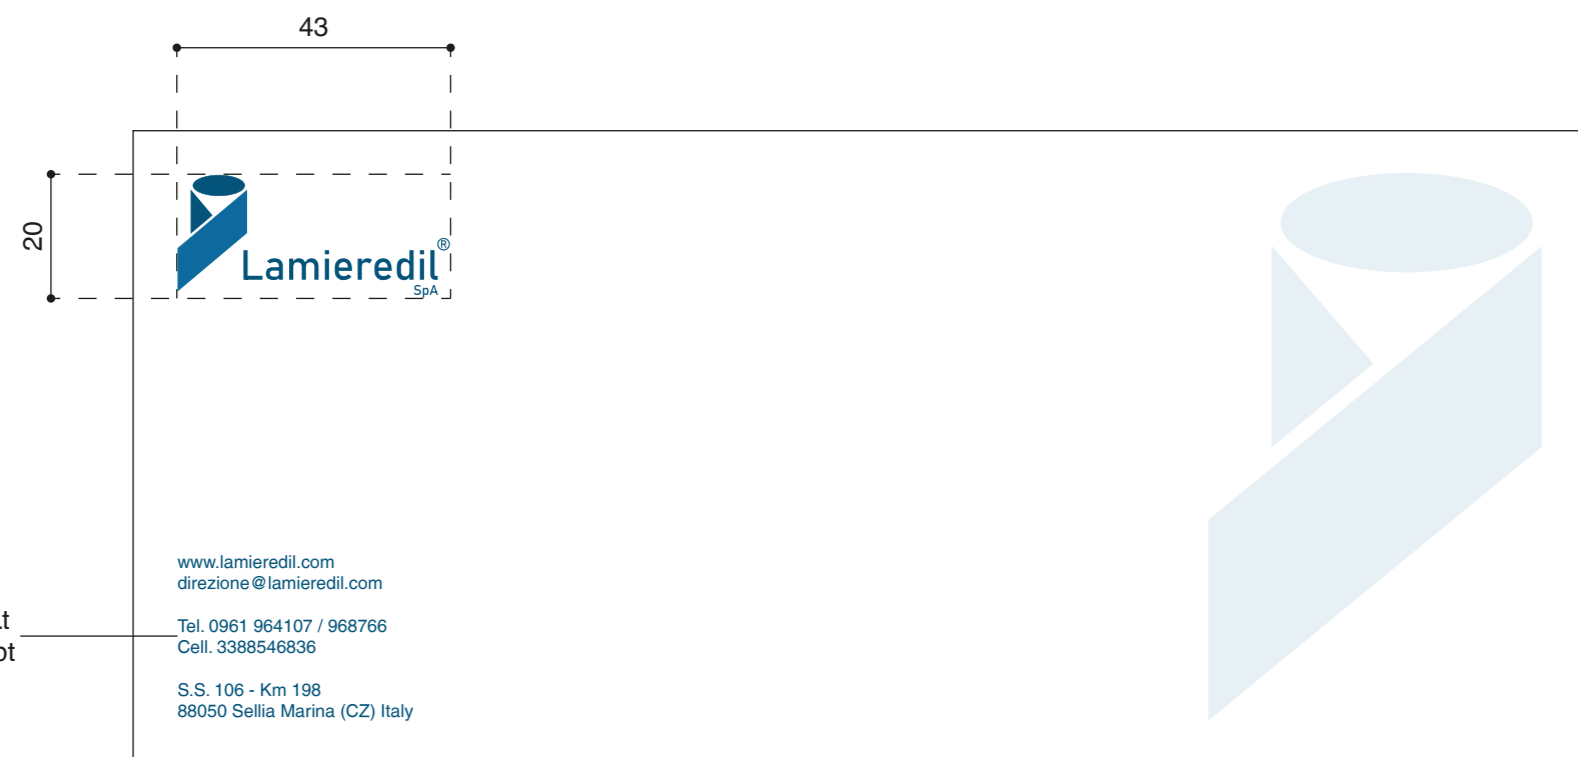 43
20
Lamieredil®
SpA
www.lamieredil.com
direzione@lamieredil.com
Tel. 0961 964107 / 968766
Cell. 3388546836
S.S. 106 - Km 198
88050 Sellia Marina (CZ) Italy